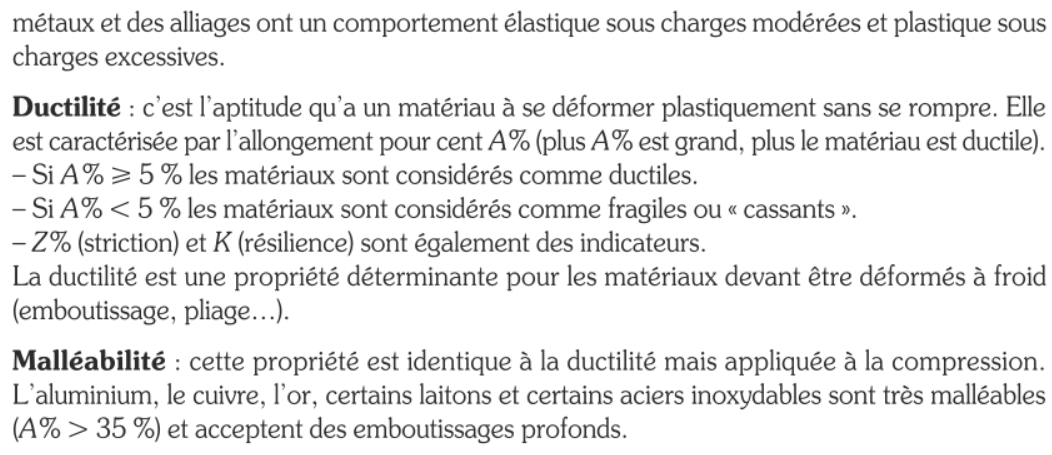 métaux et des alliages ont un comportement élastique sous charges modérées et plastique sous
charges excessives.
Ductilité : c’est l’aptitude qu’a un matériau à se déformer plastiquement sans se rompre. Elle
est caractérisée par l’allongement pour cent A% (plus A% est grand, plus le matériau est ductile).
– Si A% ⩾ 5 % les matériaux sont considérés comme ductiles.
– Si A% < 5 % les matériaux sont considérés comme fragiles ou « cassants ».
– Z% (striction) et K (résilience) sont également des indicateurs.
La ductilité est une propriété déterminante pour les matériaux devant être déformés à froid
(emboutissage, pliage…).
Malléabilité : cette propriété est identique à la ductilité mais appliquée à la compression.
L’aluminium, le cuivre, l’or, certains laitons et certains aciers inoxydables sont très malléables
(A% > 35 %) et acceptent des emboutissages profonds.